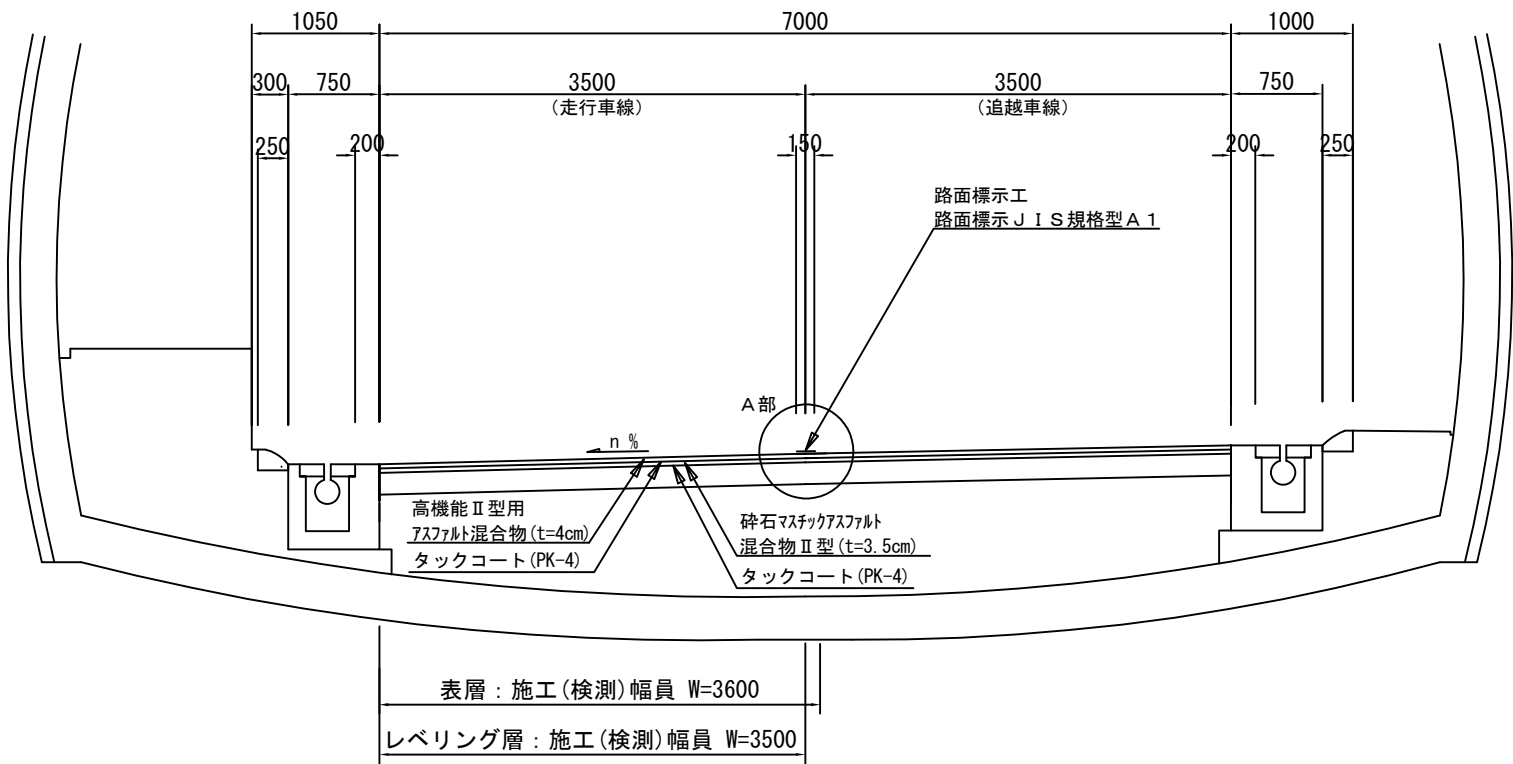 1050
7000
1000
300
750
3500
3500
750
(走行車線)
(追越車線)
250
200
150
200
250
路面標示工
路面標示JIS規格型A1
A部
n %
高機能Ⅱ型用
アスファルト混合物(t=4cm)
タックコート(PK-4)
砕石マスチックアスファルト
混合物Ⅱ型(t=3.5cm)
タックコート(PK-4)
表層：施工(検測)幅員 W=3600
レベリング層：施工(検測)幅員 W=3500